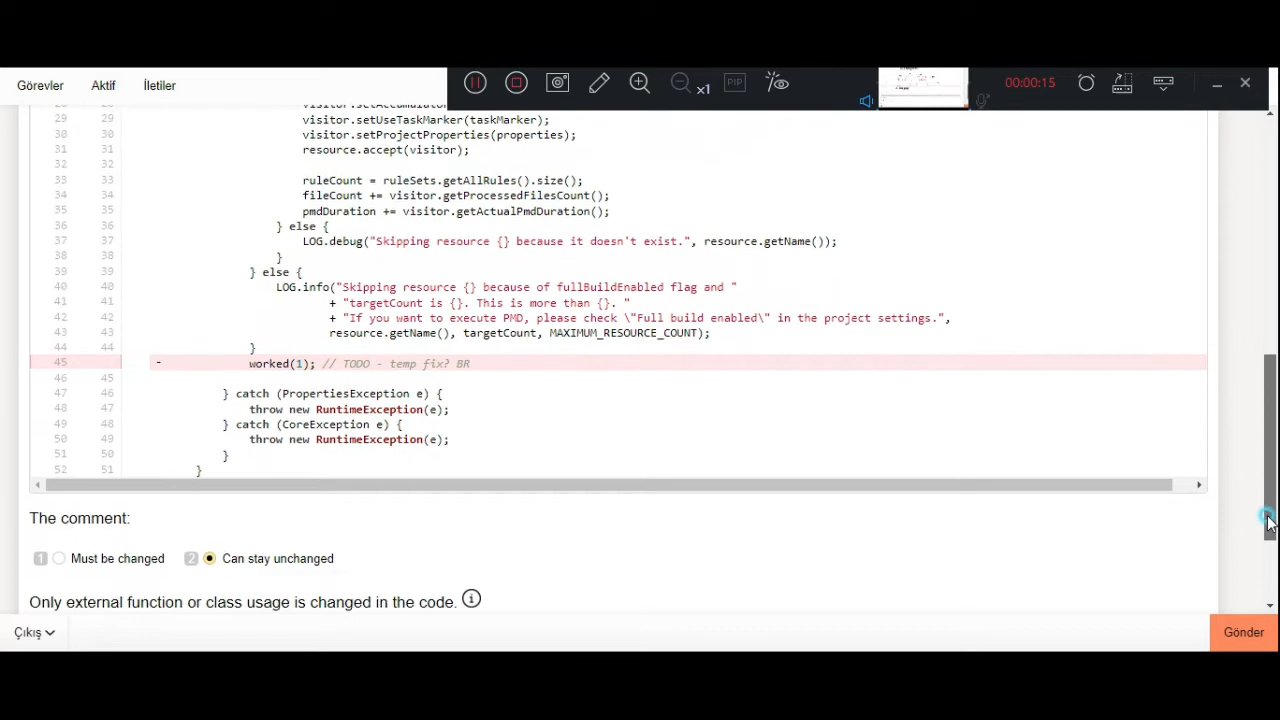 Görevler Aktif İletiler
x1 PIP 00:00:15
29 29 visitor.setUseTaskMarker(taskMarker);
30 30 visitor.setProjectProperties(properties);
31 31 resource.accept(visitor);
32 32
33 33 ruleCount = ruleSets.getAllRules().size();
34 34 fileCount += visitor.getProcessedFilesCount();
35 35 pmdDuration += visitor.getActualPmdDuration();
36 36 } else {
37 37 LOG.debug("Skipping resource {} because it doesn't exist.", resource.getName());
38 38 }
39 39 } else {
40 40 LOG.info("Skipping resource {} because of fullBuildEnabled flag and "
41 41 + "targetCount is {}. This is more than {}. "
42 42 + "If you want to execute PMD, please check \"Full build enabled\" in the project settings.",
43 43 resource.getName(), targetCount, MAXIMUM_RESOURCE_COUNT);
44 44 }
45 - worked(1); // TODO - temp fix? BR
46 45
47 46 } catch (PropertiesException e) {
48 47 throw new RuntimeException(e);
49 48 } catch (CoreException e) {
50 49 throw new RuntimeException(e);
51 50 }
52 51 }
The comment:
1 Must be changed 2 Can stay unchanged
Only external function or class usage is changed in the code.
Çıkış Gönder